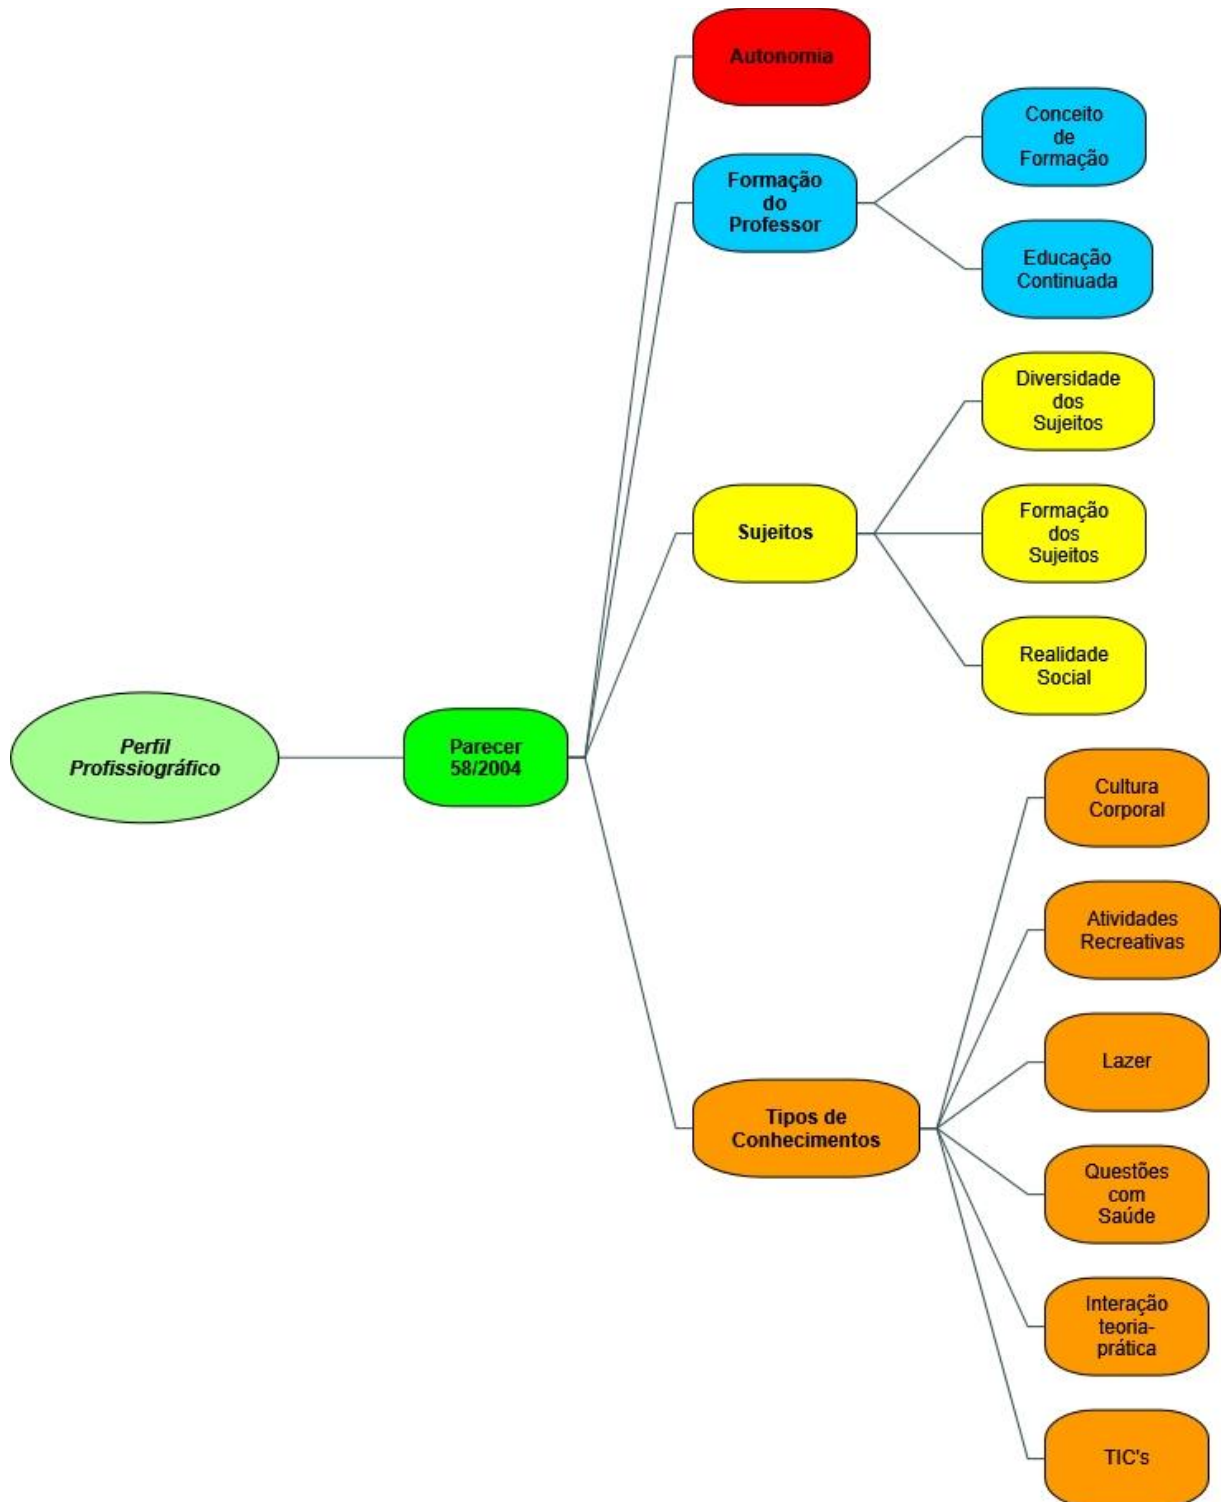 Autonomia
Formação
do
Professor
Conceito
de
Formação
Educação
Continuada
Diversidade
dos
Sujeitos
Sujeitos
Formação
dos
Sujeitos
Realidade
Social
Perfil
Profissiográfico
Parecer
58/2004
Tipos de
Conhecimentos
Cultura
Corporal
Atividades
Recreativas
Lazer
Questões
com
Saúde
Interação
teoria-
prática
TIC's